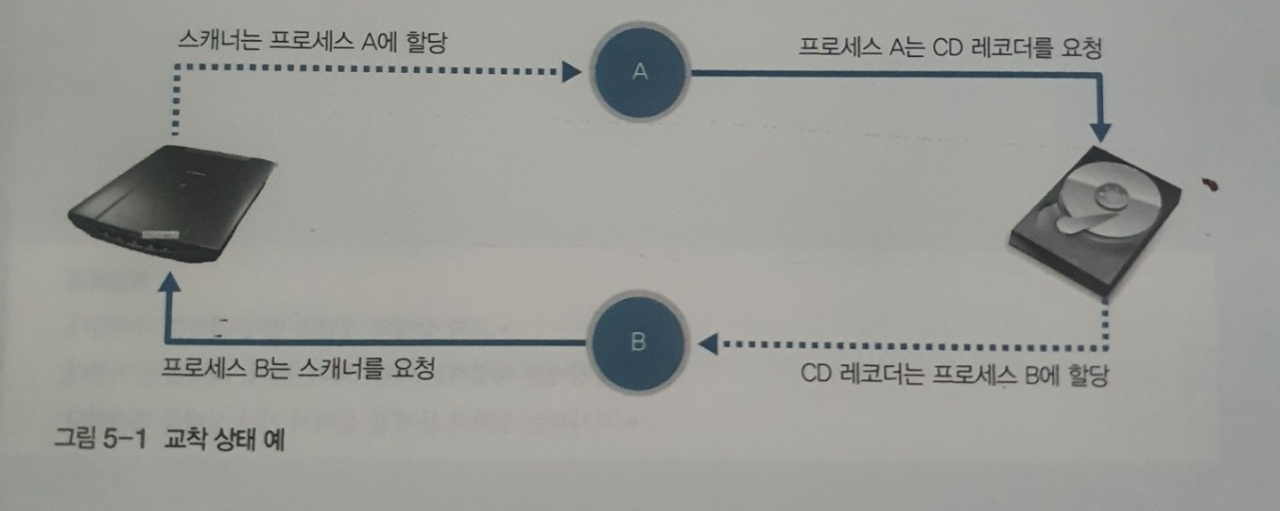 스캐너는 프로세스 A에 할당
프로세스 A는 CD 레코더를 요청
A
B
프로세스 B는 스캐너를 요청
CD 레코더는 프로세스 B에 할당
그림 5-1 교착 상태 예